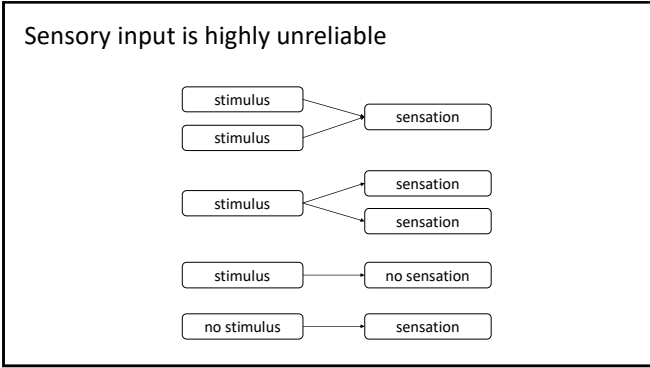 Sensory input is highly unreliable
stimulus
stimulus
sensation
stimulus
sensation
sensation
stimulus
no sensation
no stimulus
sensation